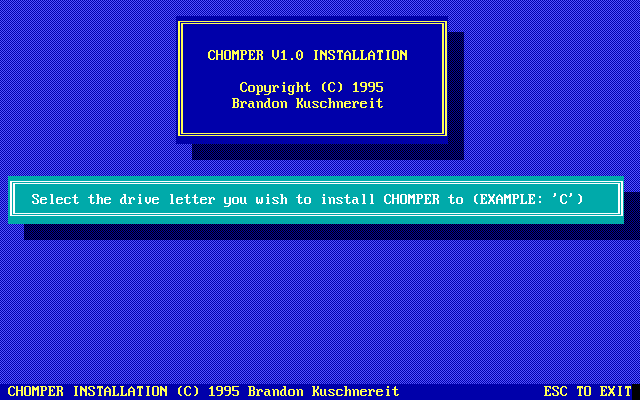 CHOMPER V1.0 INSTALLATION
Copyright (C) 1995
Brandon Kuschnereit
Select the drive letter you wish to install CHOMPER to (EXAMPLE: 'C')
CHOMPER INSTALLATION (C) 1995 Brandon Kuschnereit ESC TO EXIT